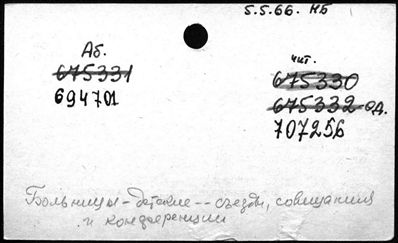 5.5.66. НБ
Аб.
675331
694701
чит.
675330
675332 од.
707256
Больницы - детские -- съезды, совещания
и конференции